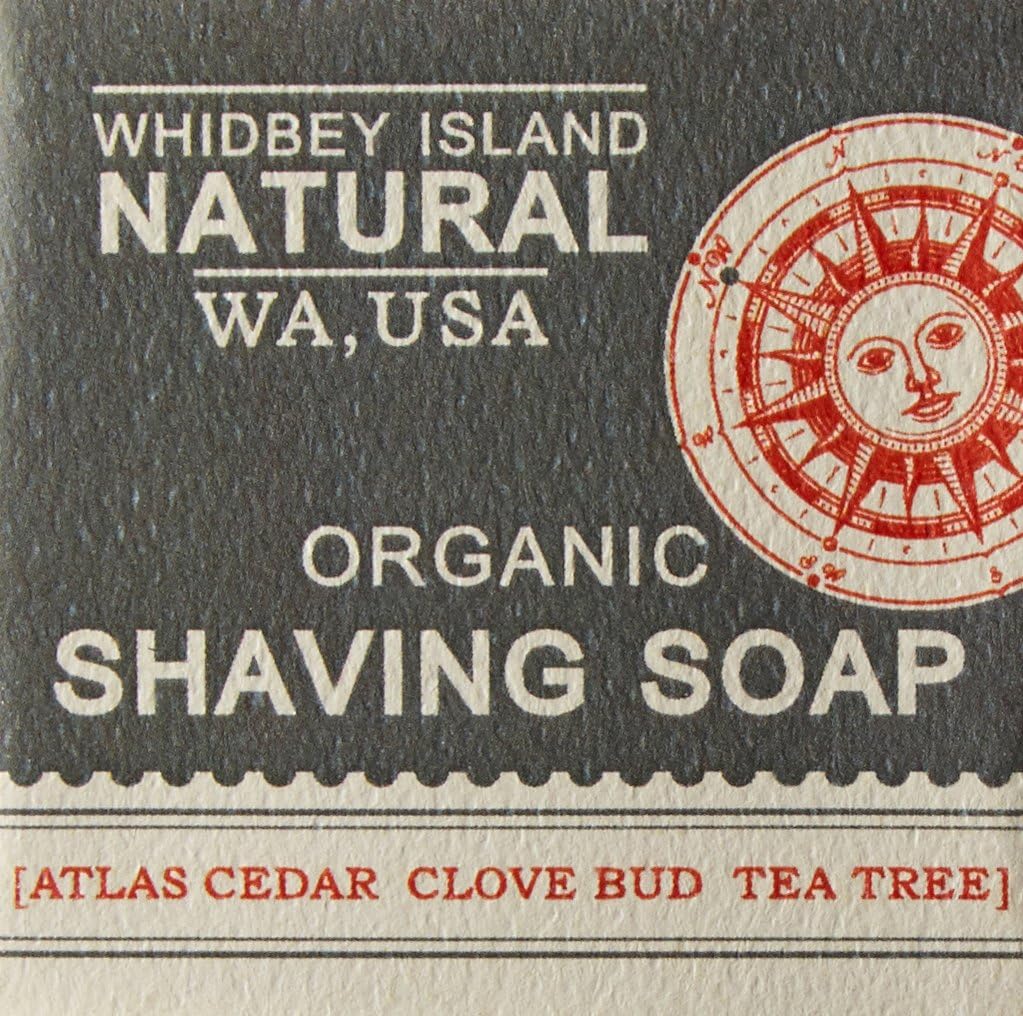 WHIDBEY ISLAND
NATURAL
WA, USA
ORGANIC
SHAVING SOAP
[ATLAS CEDAR CLOVE BUD TEA TREE]